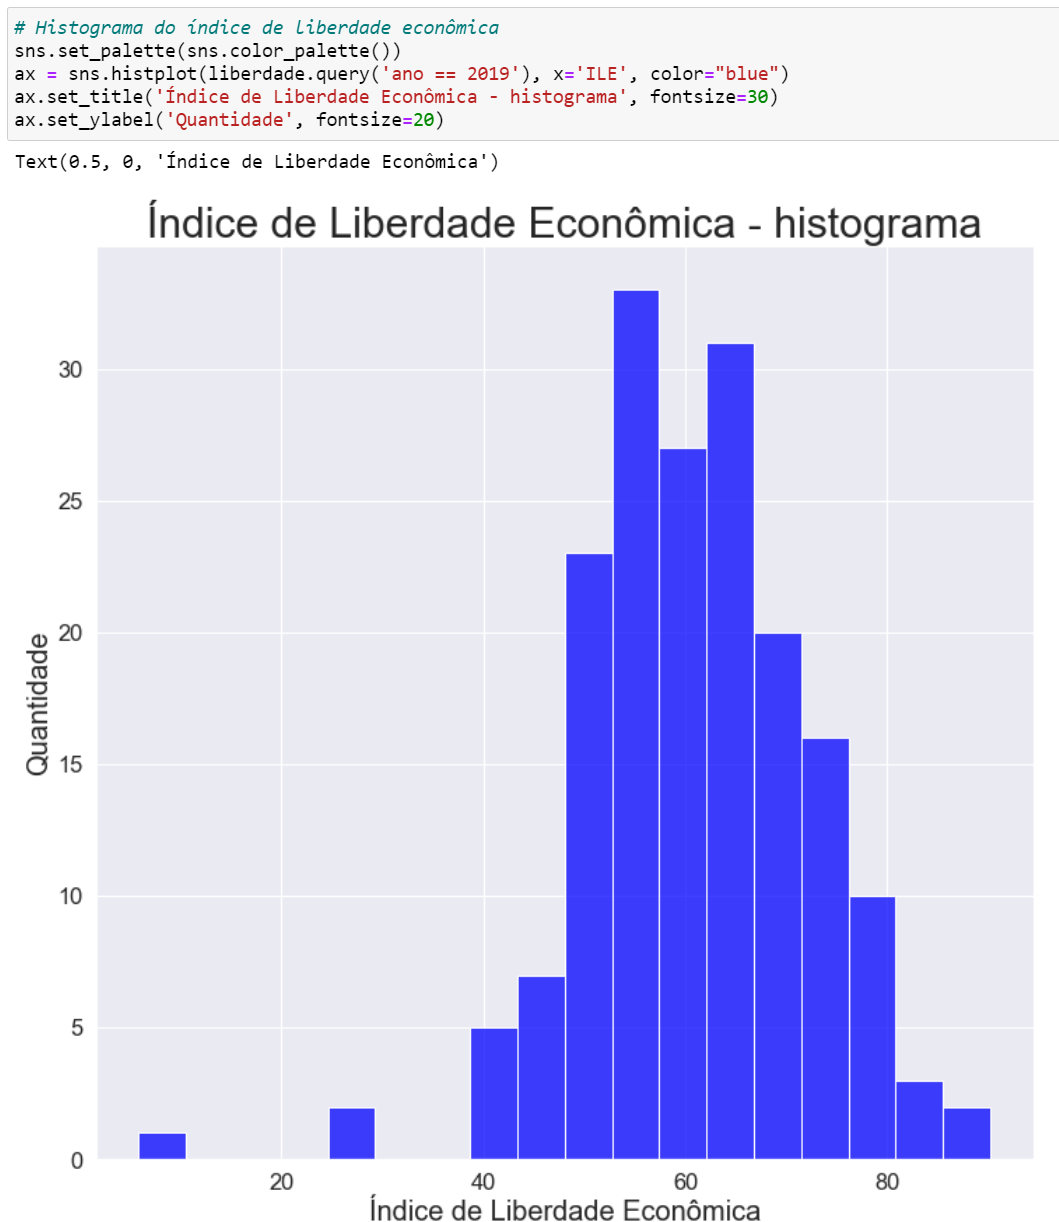 # Histograma do índice de liberdade econômica
sns.set_palette(sns.color_palette())
ax = sns.histplot(liberdade.query('ano == 2019'), x='ILE', color="blue")
ax.set_title('Índice de Liberdade Econômica - histograma', fontsize=30)
ax.set_ylabel('Quantidade', fontsize=20)
Text(0.5, 0, 'Índice de Liberdade Econômica')
Índice de Liberdade Econômica - histograma
30
25
20
15
10
5
0
Quantidade
20 40 60 80
Índice de Liberdade Econômica